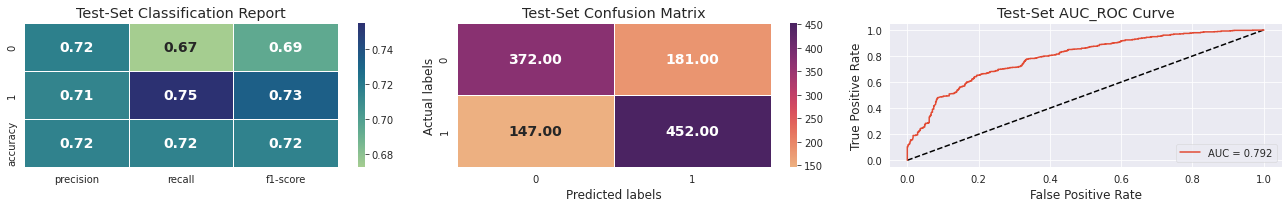 Test-Set Classification Report
0
1
accuracy
0.72 0.67 0.69
0.71 0.75 0.73
0.72 0.72 0.72
precision recall f1-score
0.74
0.72
0.70
0.68
Test-Set Confusion Matrix
Actual labels
0
1
372.00 181.00
147.00 452.00
0 1
Predicted labels
450
400
350
300
250
200
150
Test-Set AUC_ROC Curve
True Positive Rate
1.0
0.8
0.6
0.4
0.2
0.0
AUC = 0.792
0.0 0.2 0.4 0.6 0.8 1.0
False Positive Rate